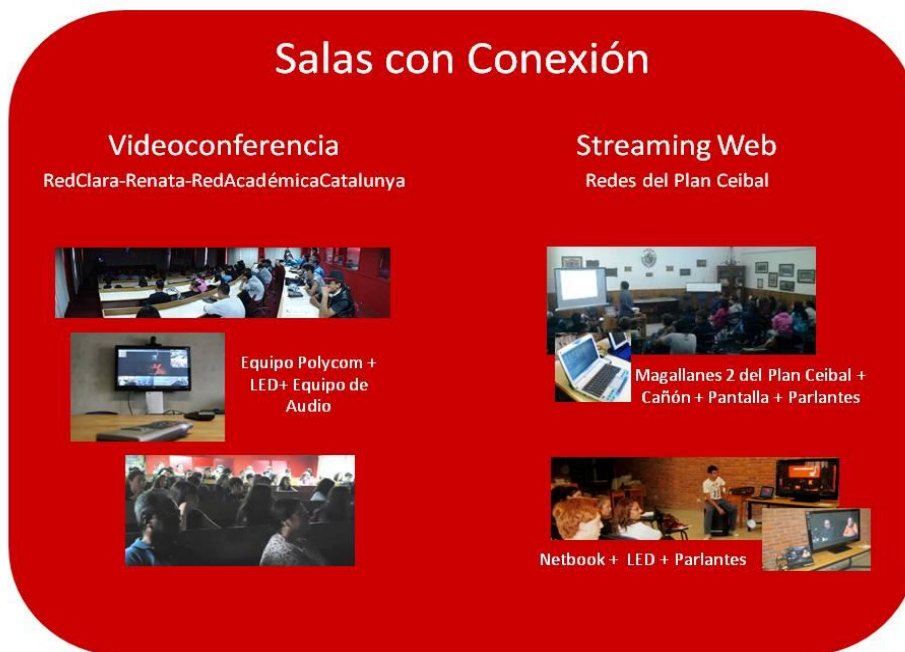 Salas con Conexión
Videoconferencia
RedClara-Renata-RedAcadémicaCatalunya
Equipo Polycom +
LED+ Equipo de
Audio
Streaming Web
Redes del Plan Ceibal
Magallanes 2 del Plan Ceibal +
Cañón + Pantalla + Parlantes
Netbook + LED + Parlantes